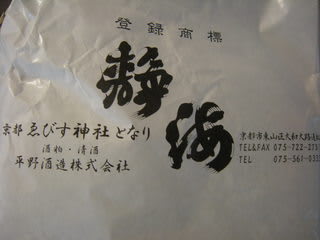 登録商標
静海
京都 ゑびす神社 となり
酒粕・清酒
平野酒造株式会社
京都市東山区大和大路
TEL&FAX 075-722-27
TEL 075-561-033